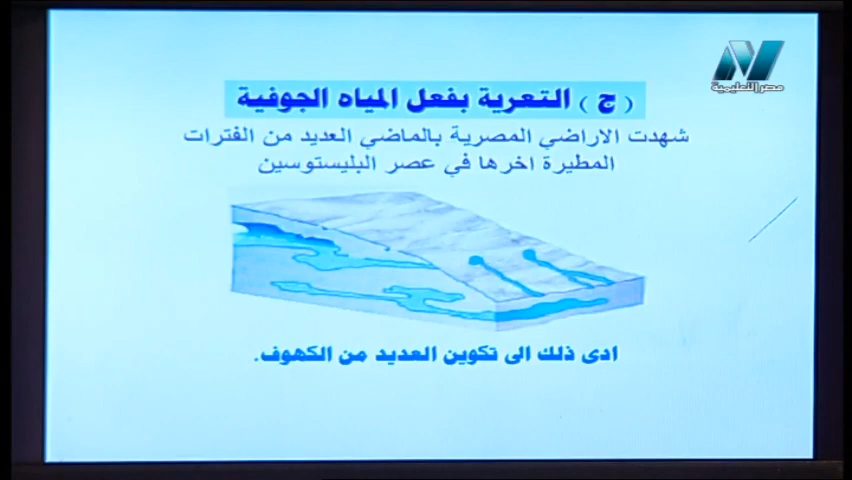 ( ج ) التعرية بفعل المياه الجوفية
شهدت الاراضي المصرية بالماضي العديد من الفترات
المطيرة اخرها في عصر البليستوسين
ادى ذلك الى تكوين العديد من الكهوف.
مصر التعليمية